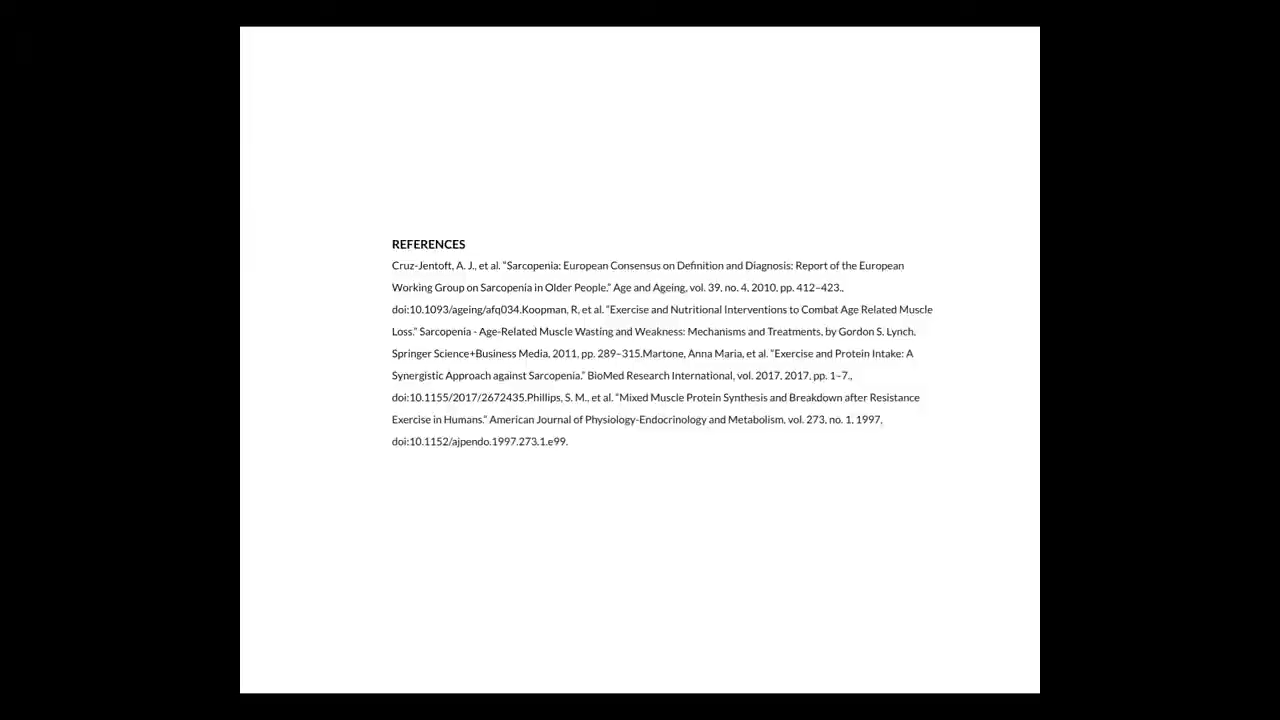 REFERENCES
Cruz-Jentoft, A. J., et al. “Sarcopenia: European Consensus on Definition and Diagnosis: Report of the European
Working Group on Sarcopenia in Older People.” Age and Ageing, vol. 39, no. 4, 2010, pp. 412–423.,
doi:10.1093/ageing/afq034.Koopman, R, et al. “Exercise and Nutritional Interventions to Combat Age Related Muscle
Loss.” Sarcopenia - Age-Related Muscle Wasting and Weakness: Mechanisms and Treatments, by Gordon S. Lynch,
Springer Science+Business Media, 2011, pp. 289–315.Martone, Anna Maria, et al. “Exercise and Protein Intake: A
Synergistic Approach against Sarcopenia.” BioMed Research International, vol. 2017, 2017, pp. 1–7.,
doi:10.1155/2017/2672435.Phillips, S. M., et al. “Mixed Muscle Protein Synthesis and Breakdown after Resistance
Exercise in Humans.” American Journal of Physiology-Endocrinology and Metabolism, vol. 273, no. 1, 1997,
doi:10.1152/ajpendo.1997.273.1.e99.